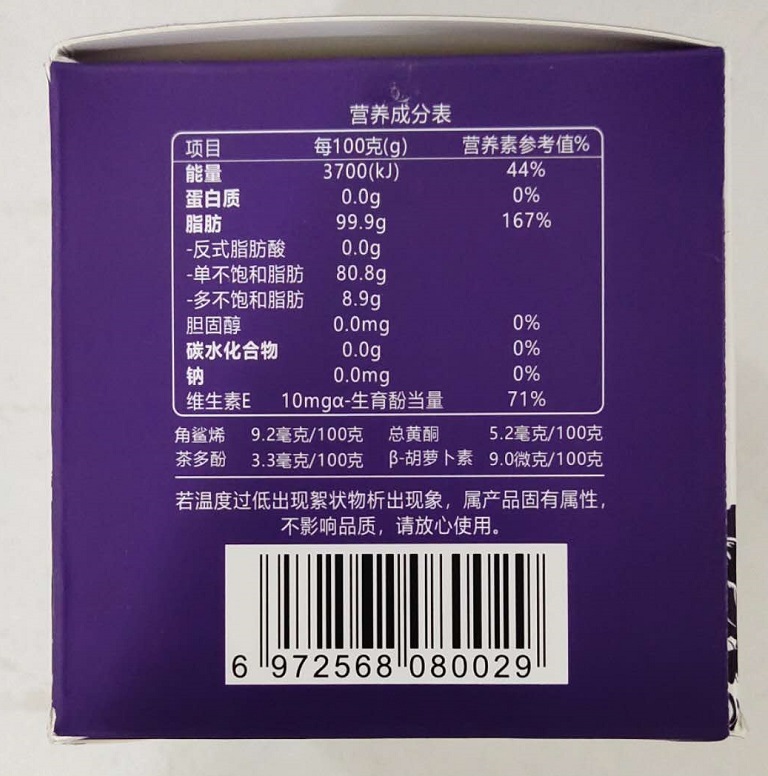 营养成分表
项目 每100克(g) 营养素参考值%
能量 3700(kJ) 44%
蛋白质 0.0g 0%
脂肪 99.9g 167%
-反式脂肪酸 0.0g
-单不饱和脂肪 80.8g
-多不饱和脂肪 8.9g
胆固醇 0.0mg 0%
碳水化合物 0.0g 0%
钠 0.0mg 0%
维生素E 10mgα-生育酚当量 71%
角鲨烯 9.2毫克/100克 总黄酮 5.2毫克/100克
茶多酚 3.3毫克/100克 β-胡萝卜素 9.0微克/100克
若温度过低出现絮状物析出现象，属产品固有属性，
不影响品质，请放心使用。
6 972568 080029